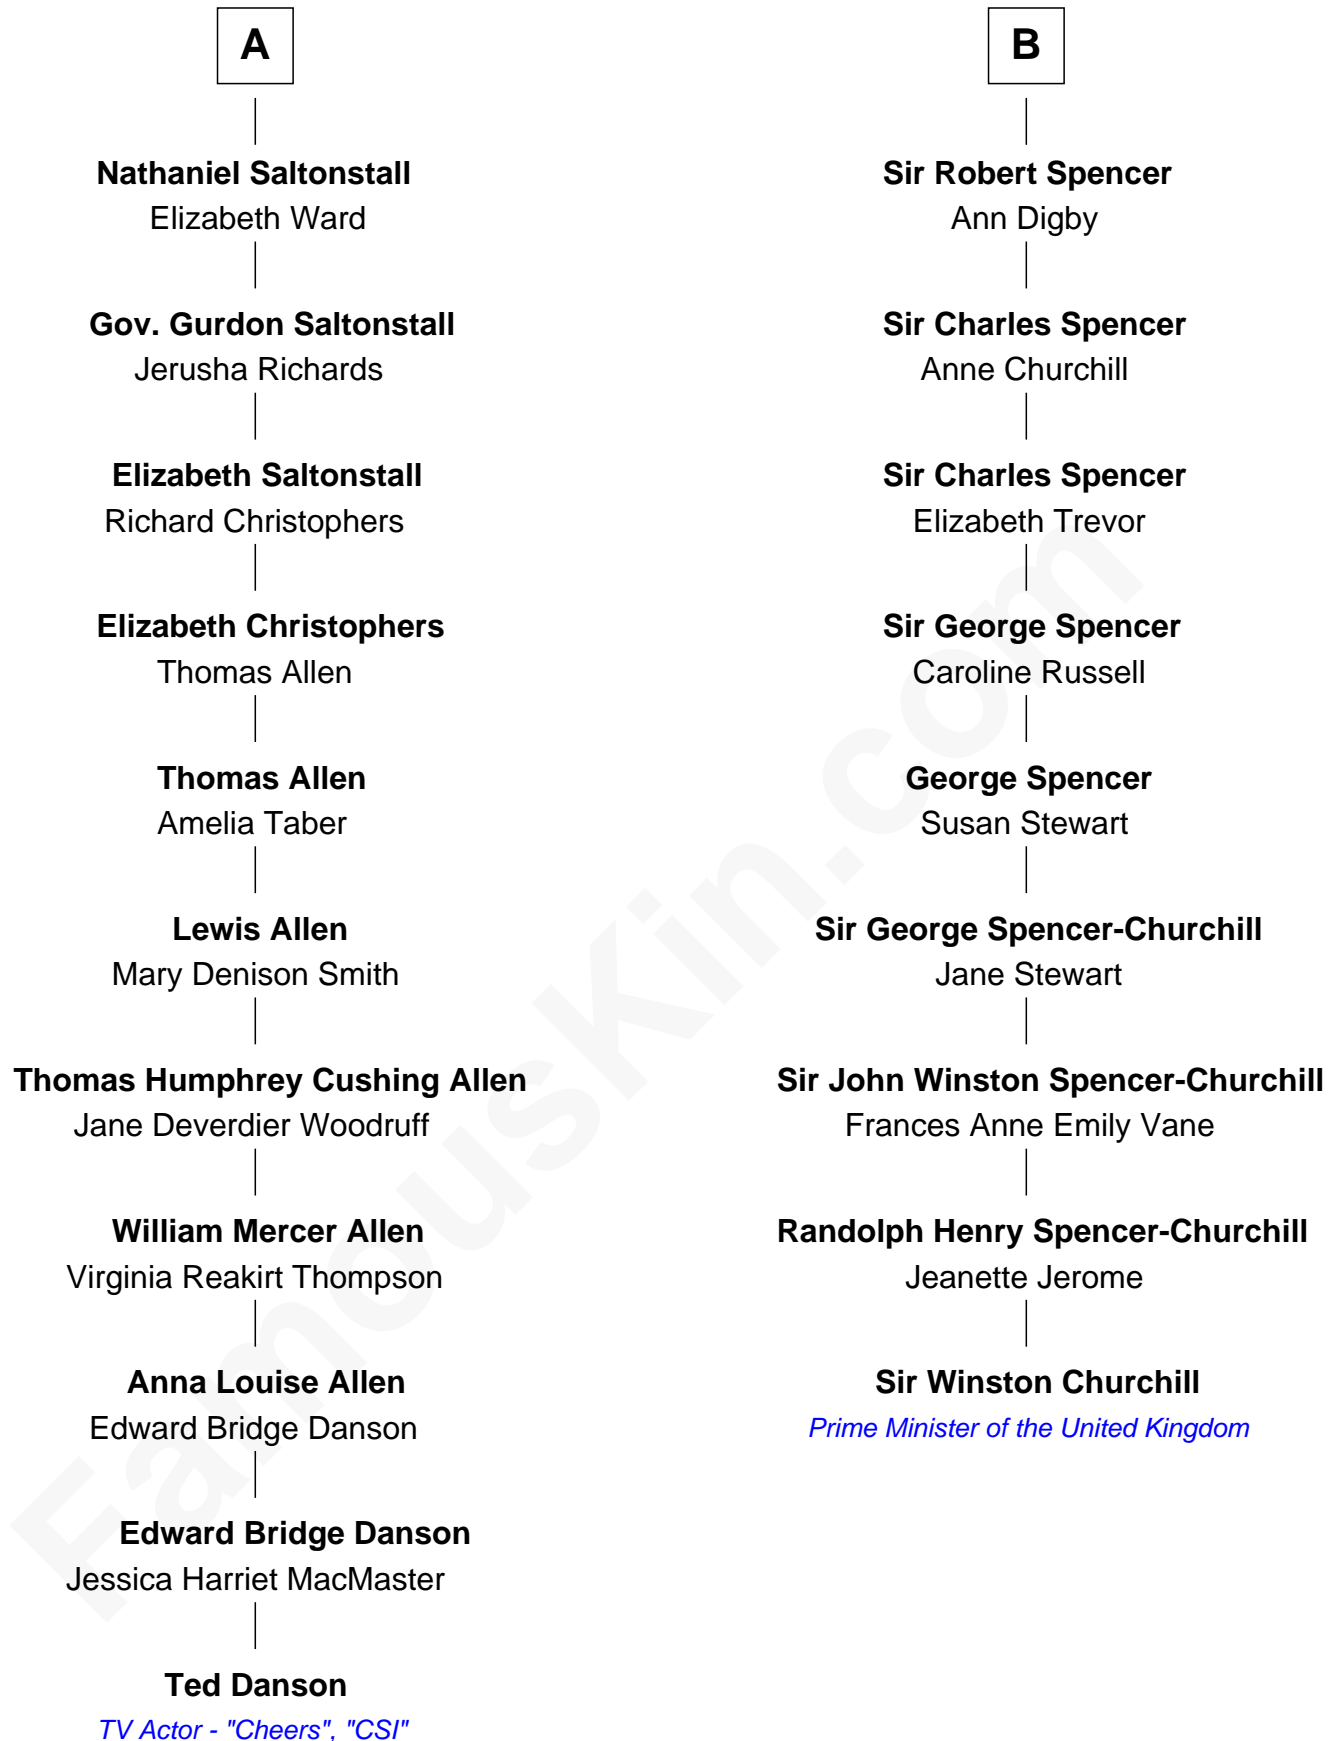 A
Nathaniel Saltonstall
Elizabeth Ward
Gov. Gurdon Saltonstall
Jerusha Richards
Elizabeth Saltonstall
Richard Christophers
Elizabeth Christophers
Thomas Allen
Thomas Allen
Amelia Taber
Lewis Allen
Mary Denison Smith
Thomas Humphrey Cushing Allen
Jane Deverdier Woodruff
William Mercer Allen
Virginia Reakirt Thompson
Anna Louise Allen
Edward Bridge Danson
Edward Bridge Danson
Jessica Harriet MacMaster
Ted Danson
TV Actor - "Cheers", "CSI"
B
Sir Robert Spencer
Ann Digby
Sir Charles Spencer
Anne Churchill
Sir Charles Spencer
Elizabeth Trevor
Sir George Spencer
Caroline Russell
George Spencer
Susan Stewart
Sir George Spencer-Churchill
Jane Stewart
Sir John Winston Spencer-Churchill
Frances Anne Emily Vane
Randolph Henry Spencer-Churchill
Jeanette Jerome
Sir Winston Churchill
Prime Minister of the United Kingdom
FamousKin.com